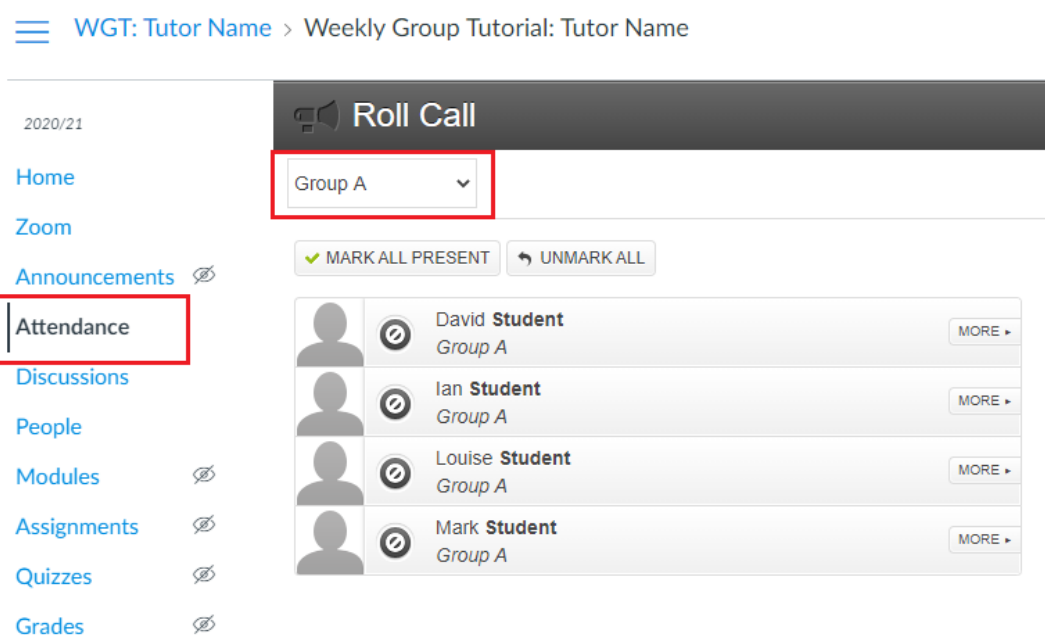 WGT: Tutor Name > Weekly Group Tutorial: Tutor Name
2020/21
Home
Zoom
Announcements
Attendance
Discussions
People
Modules
Assignments
Quizzes
Grades
Roll Call
Group A
MARK ALL PRESENT
UNMARK ALL
David Student
Group A
MORE ▸
Ian Student
Group A
MORE ▸
Louise Student
Group A
MORE ▸
Mark Student
Group A
MORE ▸